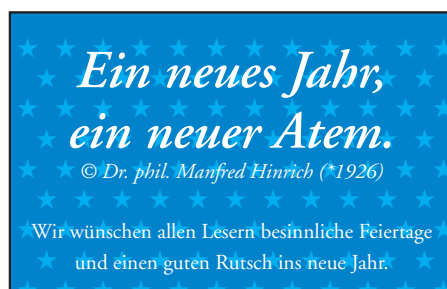 Ein neues Jahr,
ein neuer Atem.
© Dr. phil. Manfred Hinrich (*1926)
Wir wünschen allen Lesern besinnliche Feiertage
und einen guten Rutsch ins neue Jahr.